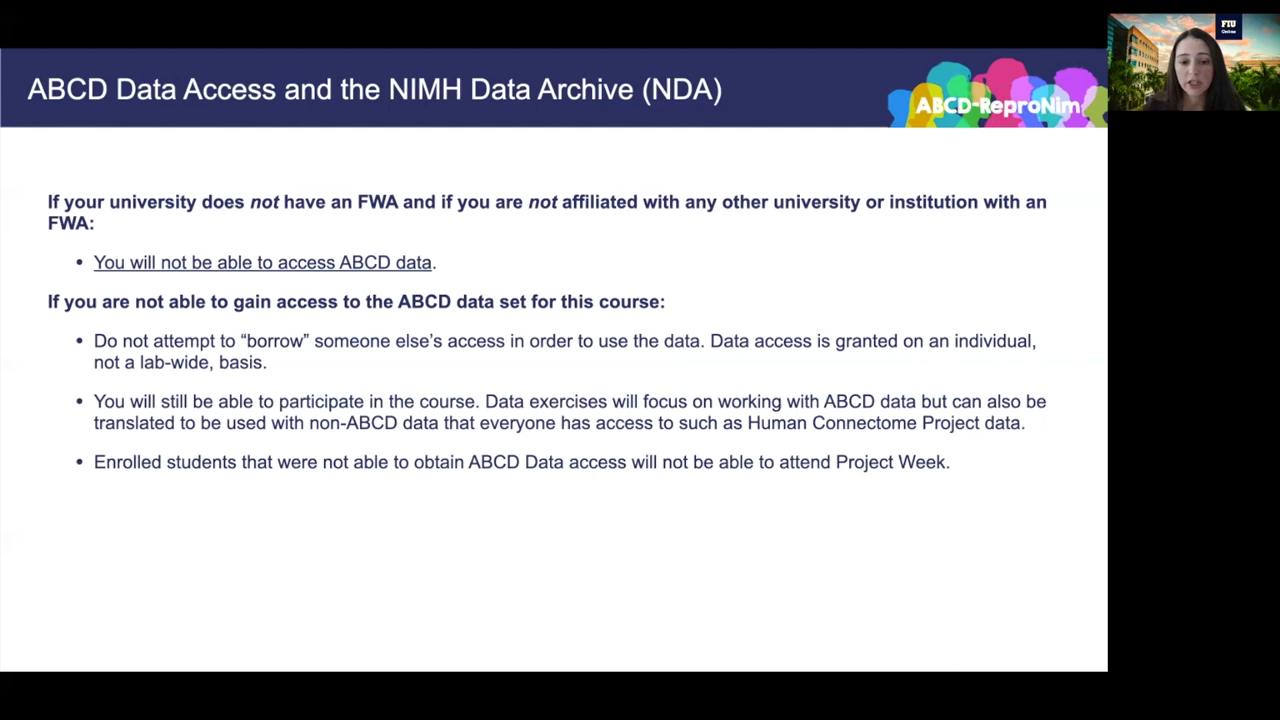 ABCD Data Access and the NIMH Data Archive (NDA)
ABCD-ReproNim
FIU
Online
If your university does not have an FWA and if you are not affiliated with any other university or institution with an
FWA:
• You will not be able to access ABCD data.
If you are not able to gain access to the ABCD data set for this course:
• Do not attempt to “borrow” someone else’s access in order to use the data. Data access is granted on an individual,
not a lab-wide, basis.
• You will still be able to participate in the course. Data exercises will focus on working with ABCD data but can also be
translated to be used with non-ABCD data that everyone has access to such as Human Connectome Project data.
• Enrolled students that were not able to obtain ABCD Data access will not be able to attend Project Week.